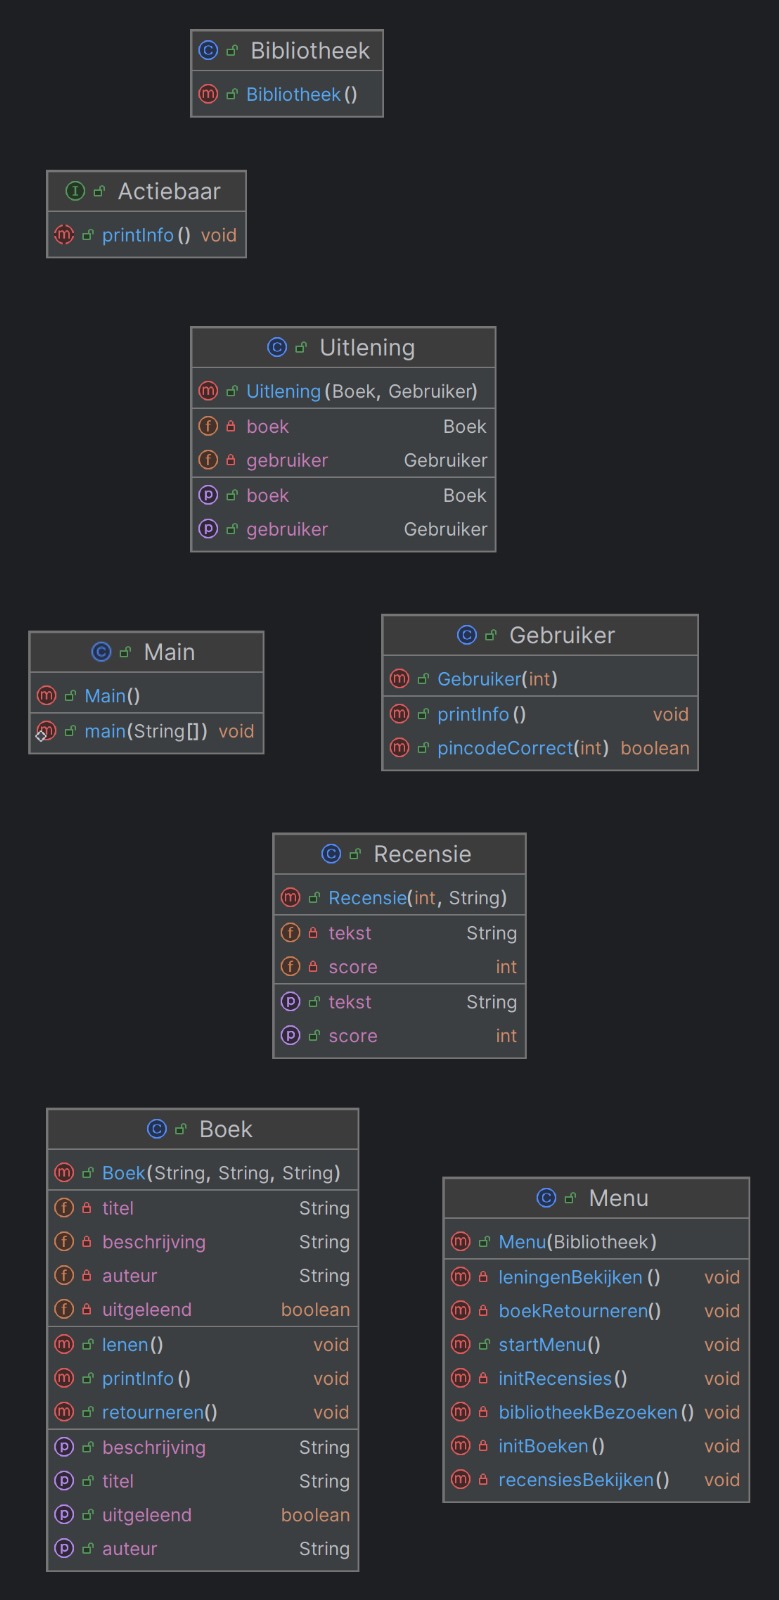 Bibliotheek
Bibliotheek()
Actiebaar
printInfo() void
Uitlening
Uitlening(Boek, Gebruiker)
boek Boek
gebruiker Gebruiker
boek Boek
gebruiker Gebruiker
Main
Main()
main(String[]) void
Gebruiker
Gebruiker(int)
printInfo() void
pincodeCorrect(int) boolean
Recensie
Recensie(int, String)
tekst String
score int
tekst String
score int
Boek
Boek(String, String, String)
titel String
beschrijving String
auteur String
uitgeleend boolean
lenen() void
printInfo() void
retourneren() void
beschrijving String
titel String
uitgeleend boolean
auteur String
Menu
Menu(Bibliotheek)
leningenBekijken() void
boekRetourneren() void
startMenu() void
initRecensies() void
bibliotheekBezoeken() void
initBoeken() void
recensiesBekijken() void